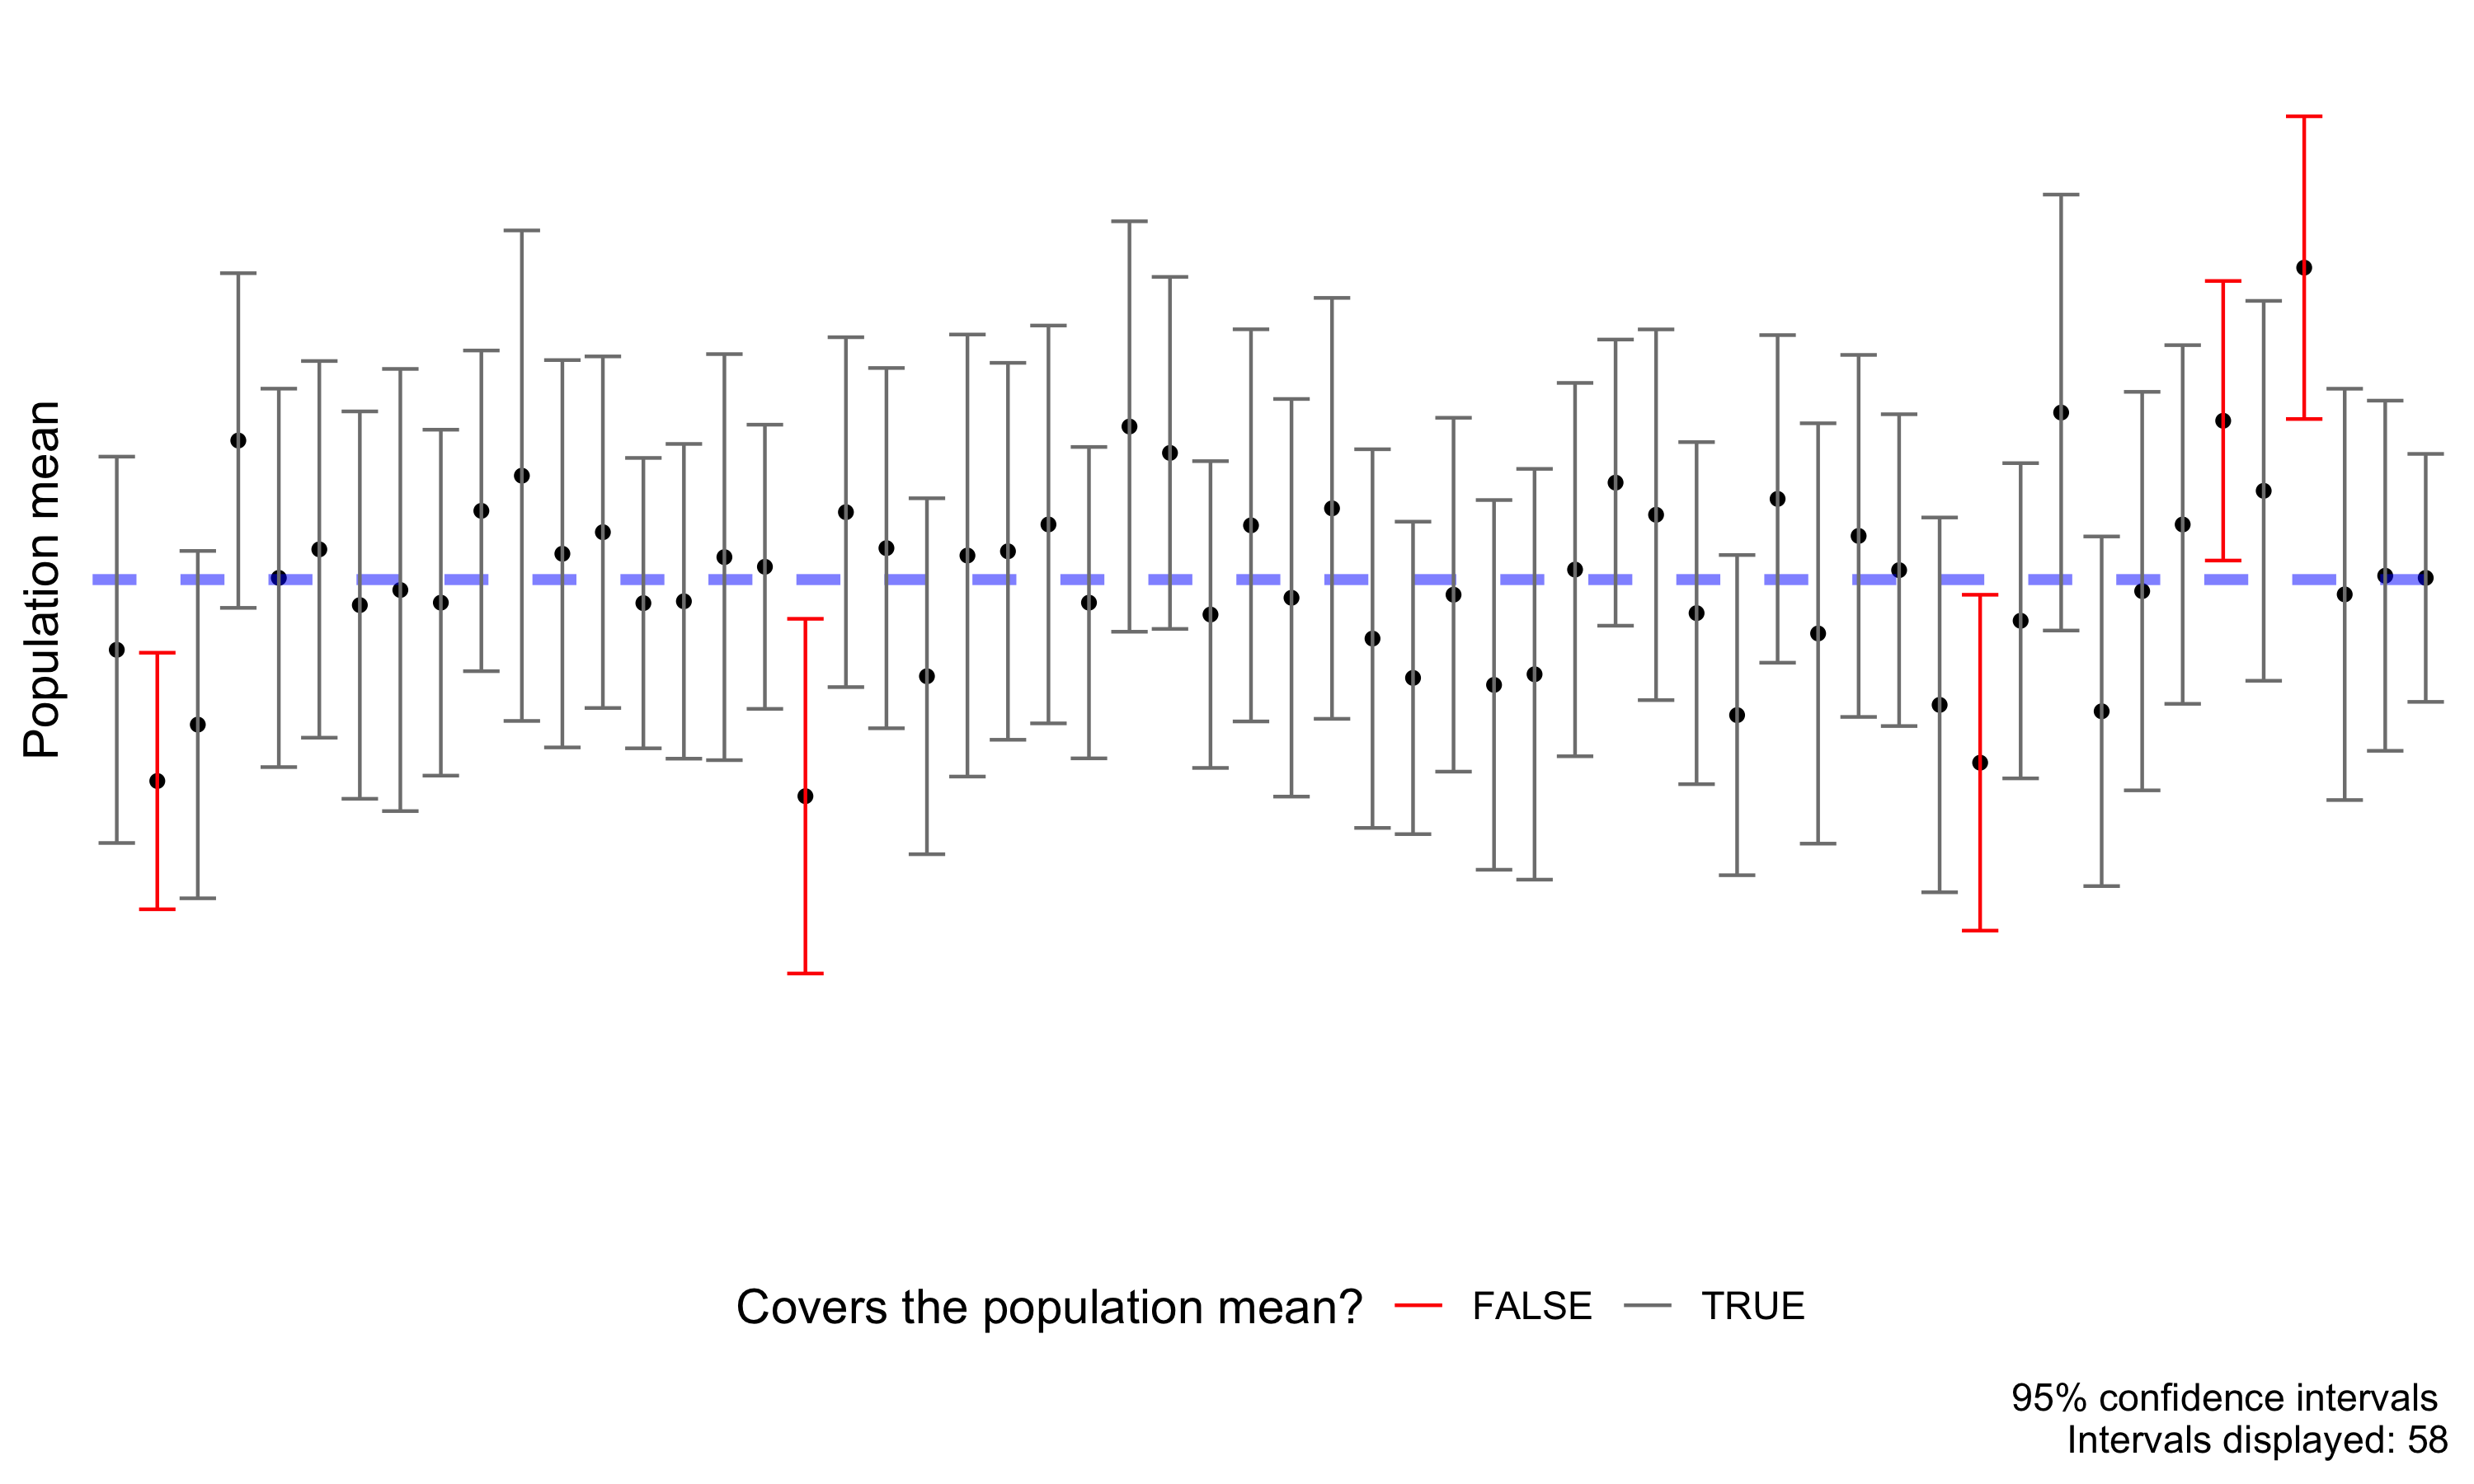 Population mean
Covers the population mean? FALSE TRUE
95% confidence intervals
Intervals displayed: 58